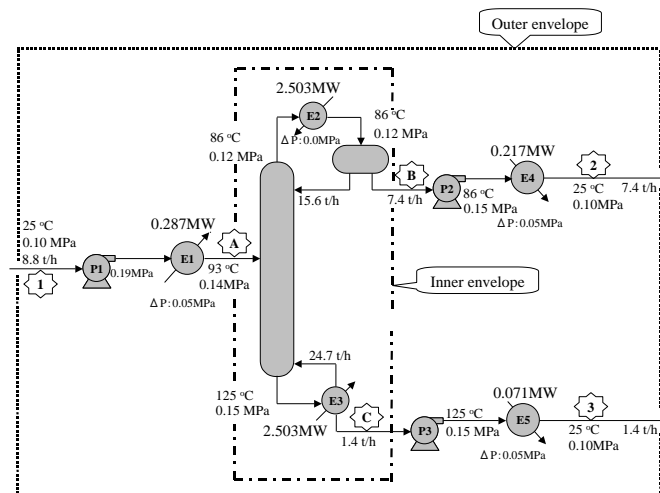 Outer envelope
2.503MW
E2
86 °C
0.12 MPa
ΔP:0.0MPa
86 °C
0.12 MPa
B
15.6 t/h
7.4 t/h
P2
86 °C
0.15 MPa
0.217MW
E4
ΔP:0.05MPa
2
25 °C
0.10MPa
7.4 t/h
25 °C
0.10 MPa
8.8 t/h
1
P1
0.19MPa
0.287MW
E1
ΔP:0.05MPa
A
93 °C
0.14MPa
Inner envelope
24.7 t/h
125 °C
0.15 MPa
E3
2.503MW
C
1.4 t/h
P3
125 °C
0.15 MPa
0.071MW
E5
ΔP:0.05MPa
3
25 °C
0.10MPa
1.4 t/h